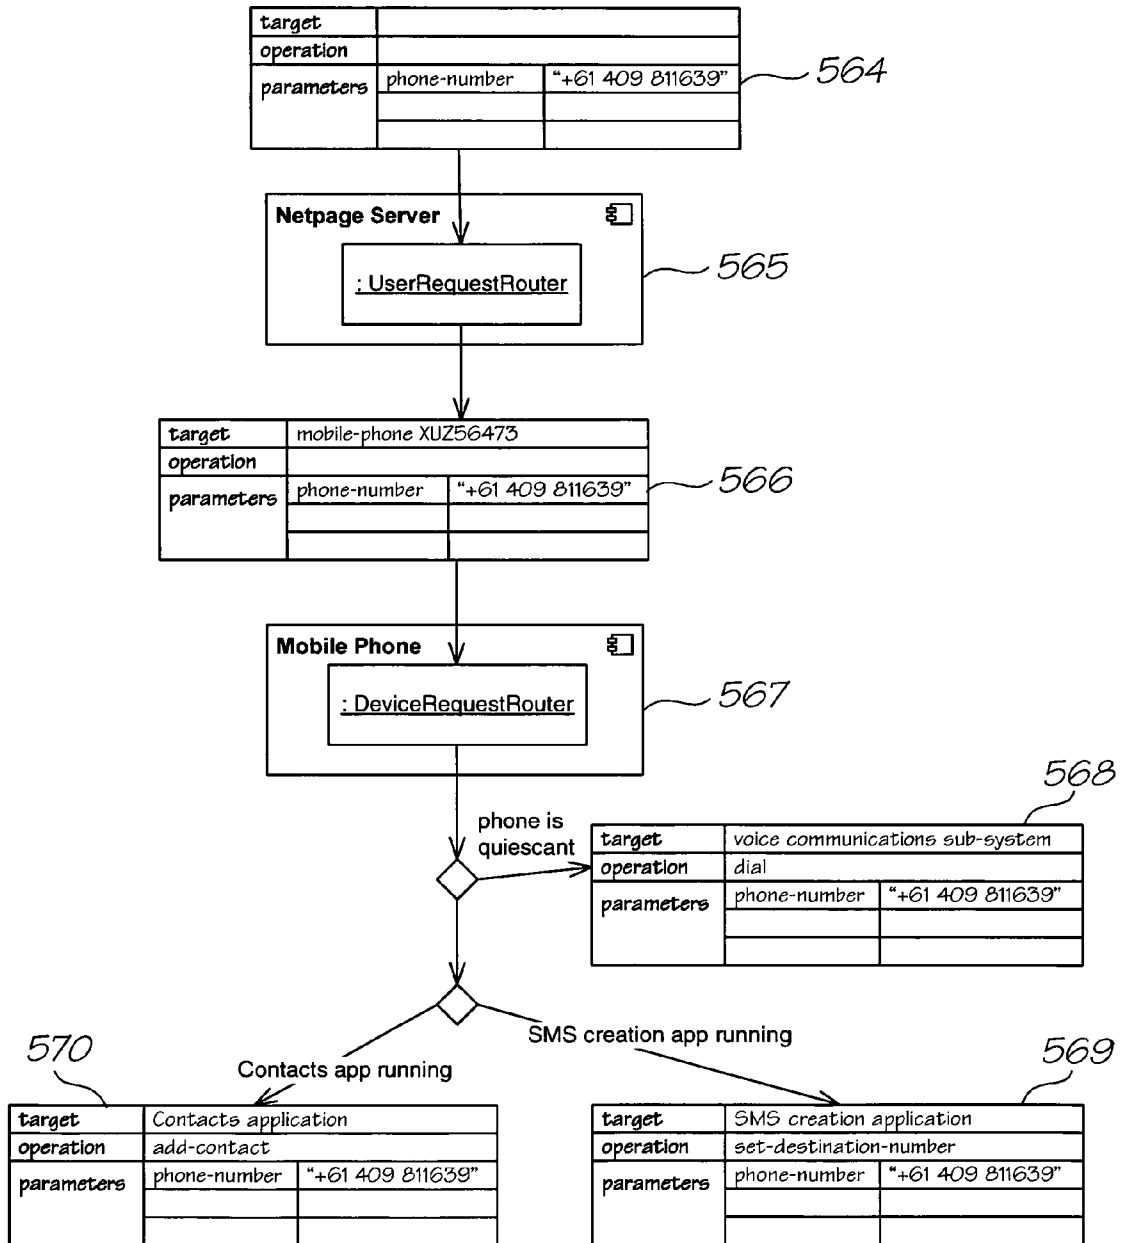 target
operation
parameters phone-number "+61 409 811639"
564
Netpage Server
: UserRequestRouter
565
target mobile-phone XUZ56473
operation
parameters phone-number "+61 409 811639"
566
Mobile Phone
: DeviceRequestRouter
567
568
phone is
quiescant
target voice communications sub-system
operation dial
parameters phone-number "+61 409 811639"
SMS creation app running
Contacts app running
570
target Contacts application
operation add-contact
parameters phone-number "+61 409 811639"
569
target SMS creation application
operation set-destination-number
parameters phone-number "+61 409 811639"